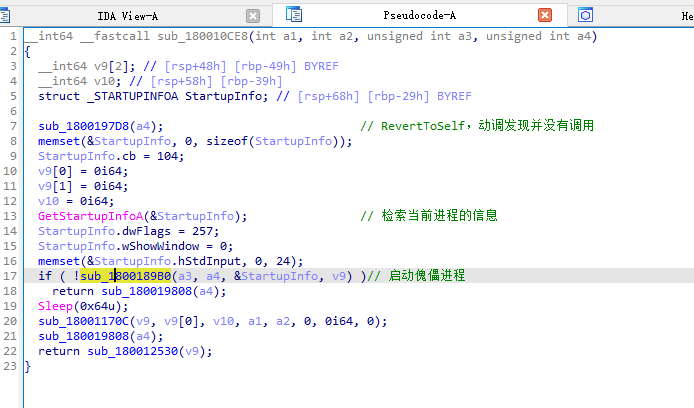 IDA View-A
Pseudocode-A
He
1 __int64 __fastcall sub_180010CE8(int a1, int a2, unsigned int a3, unsigned int a4)
2 {
3 __int64 v9[2]; // [rsp+48h] [rbp-49h] BYREF
4 __int64 v10; // [rsp+58h] [rbp-39h]
5 struct _STARTUPINFOA StartupInfo; // [rsp+68h] [rbp-29h] BYREF
6
7 sub_1800197D8(a4); // RevertToSelf，动调发现并没有调用
8 memset(&StartupInfo, 0, sizeof(StartupInfo));
9 StartupInfo.cb = 104;
10 v9[0] = 0i64;
11 v9[1] = 0i64;
12 v10 = 0i64;
13 GetStartupInfoA(&StartupInfo); // 检索当前进程的信息
14 StartupInfo.dwFlags = 257;
15 StartupInfo.wShowWindow = 0;
16 memset(&StartupInfo.hStdInput, 0, 24);
17 if ( !sub_1800189B0(a3, a4, &StartupInfo, v9) )// 启动傀儡进程
18 return sub_180019808(a4);
19 Sleep(0x64u);
20 sub_18001170C(v9, v9[0], v10, a1, a2, 0, 0i64, 0);
21 sub_180019808(a4);
22 return sub_180012530(v9);
23 }